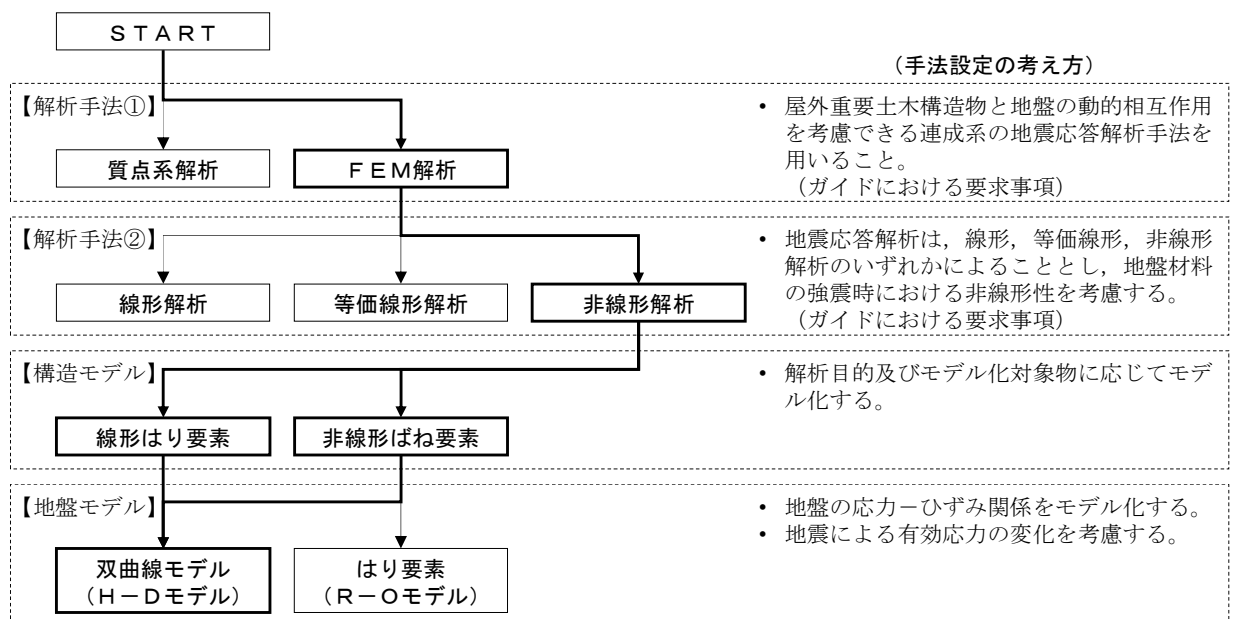 ＳＴＡＲＴ
（手法設定の考え方）
【解析手法①】
質点系解析
ＦＥＭ解析
• 屋外重要土木構造物と地盤の動的相互作用
を考慮できる連成系の地震応答解析手法を
用いること。
（ガイドにおける要求事項）
【解析手法②】
線形解析
等価線形解析
非線形解析
• 地震応答解析は，線形，等価線形，非線形
解析のいずれかによることとし，地盤材料
の強震時における非線形性を考慮する。
（ガイドにおける要求事項）
【構造モデル】
線形はり要素
非線形ばね要素
• 解析目的及びモデル化対象物に応じてモデ
ル化する。
【地盤モデル】
双曲線モデル
（Ｈ－Ｄモデル）
はり要素
（Ｒ－Ｏモデル）
• 地盤の応力－ひずみ関係をモデル化する。
• 地震による有効応力の変化を考慮する。